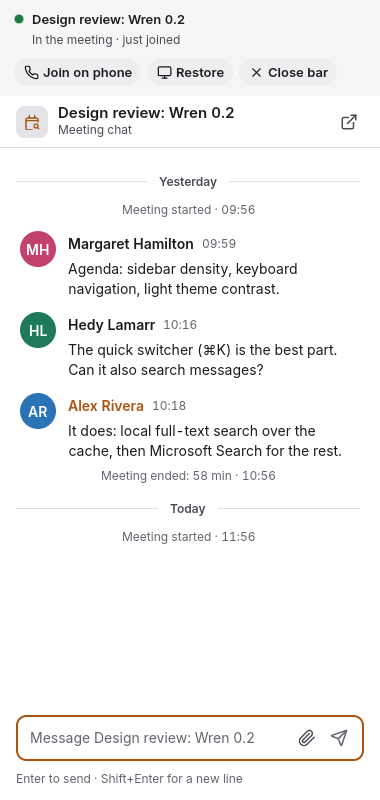 Design review: Wren 0.2
In the meeting · just joined
Join on phone
Restore
Close bar
Design review: Wren 0.2
Meeting chat
Yesterday
Meeting started · 09:56
MH
Margaret Hamilton 09:59
Agenda: sidebar density, keyboard
navigation, light theme contrast.
HL
Hedy Lamarr 10:16
The quick switcher (⌘K) is the best part.
Can it also search messages?
AR
Alex Rivera 10:18
It does: local full-text search over the
cache, then Microsoft Search for the rest.
Meeting ended: 58 min · 10:56
Today
Meeting started · 11:56
Message Design review: Wren 0.2
Enter to send · Shift+Enter for a new line